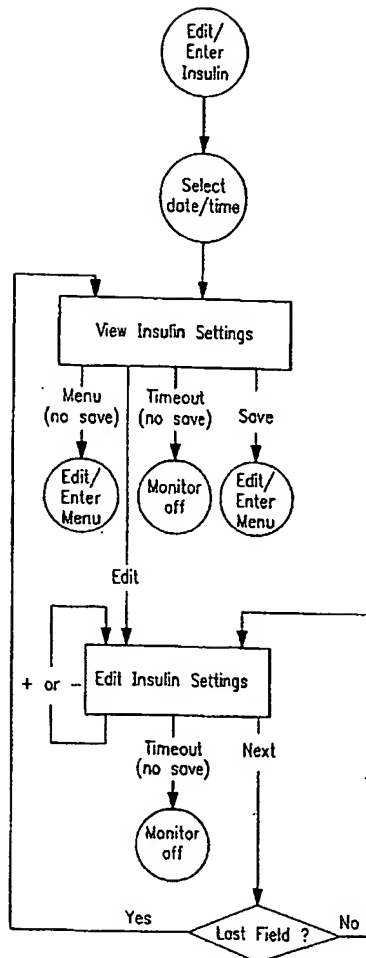 Edit/
Enter
Insulin
Select
date/time
View Insulin Settings
Menu
(no save)
Timeout
(no save)
Save
Edit/
Enter
Menu
Monitor
off
Edit/
Enter
Menu
Edit
Edit Insulin Settings
+ or -
Timeout
(no save)
Next
Monitor
off
Yes
Last Field ?
No